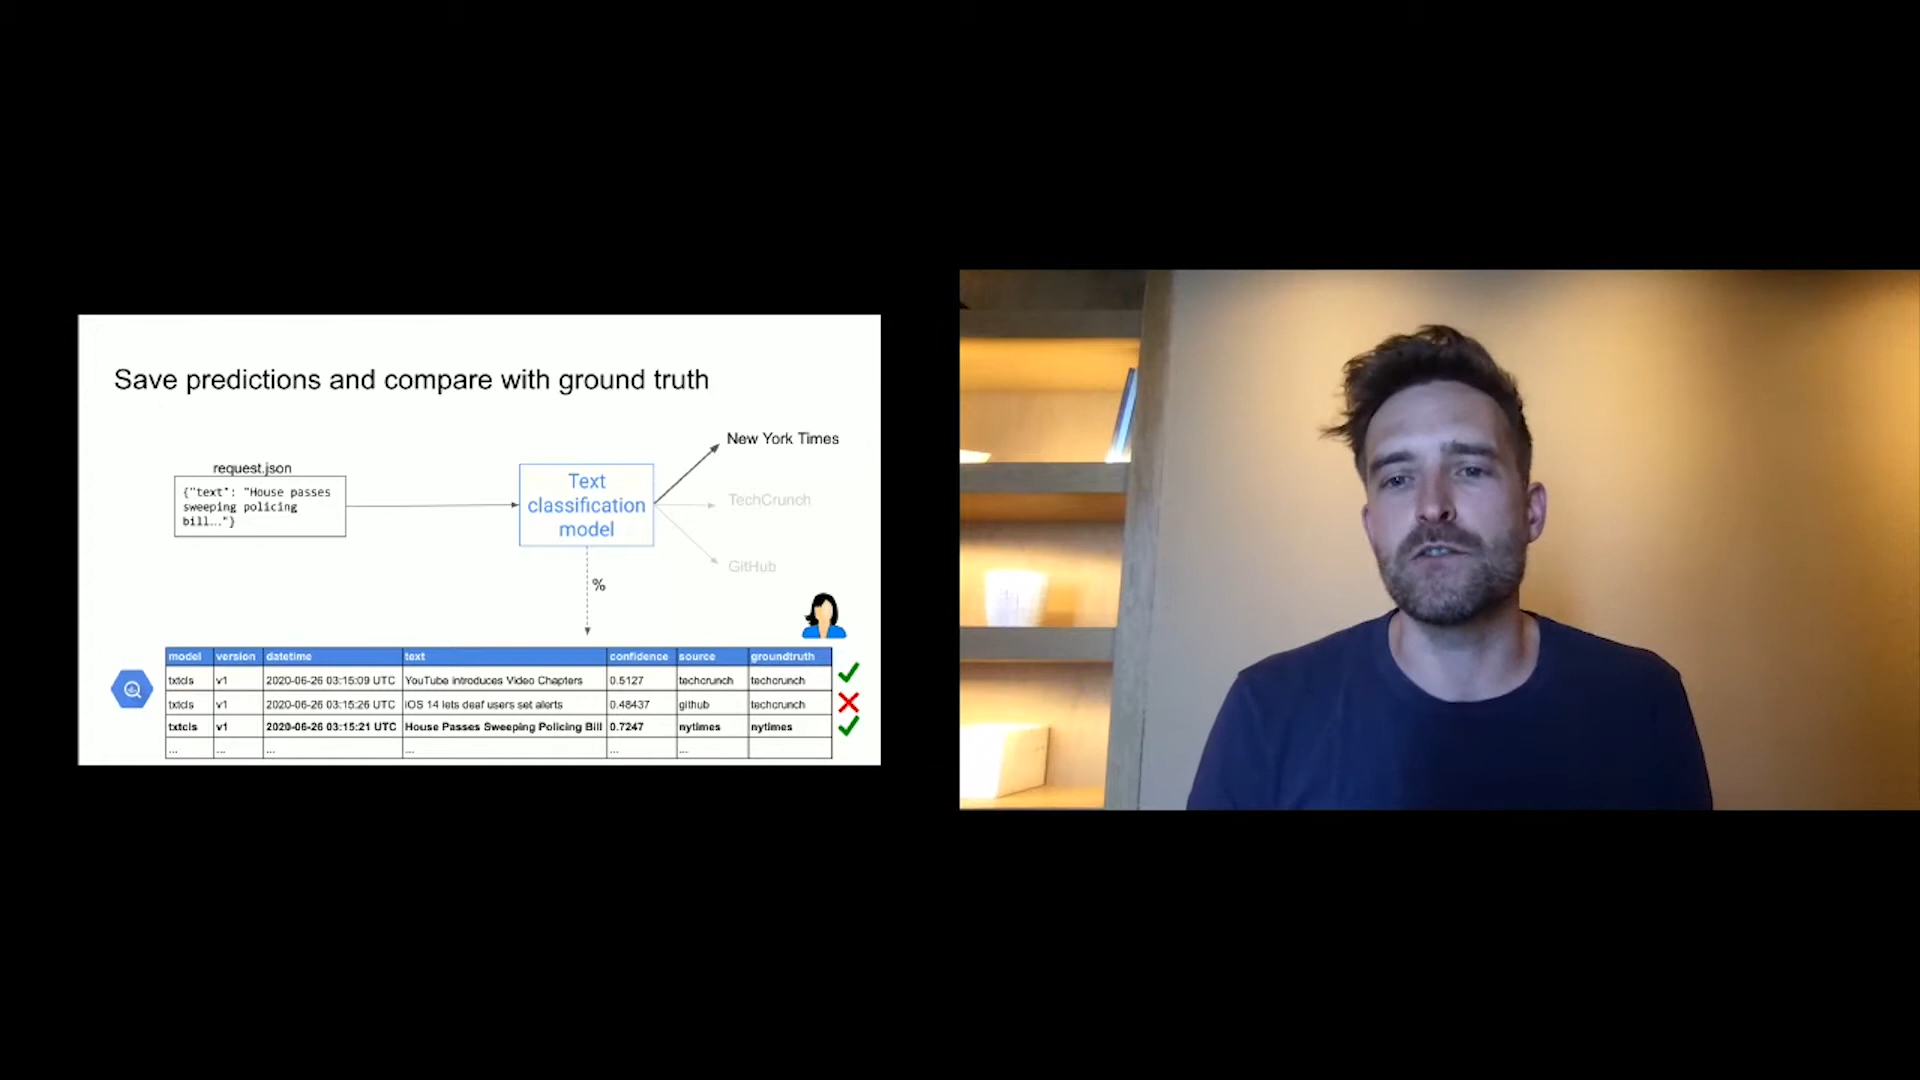 Save predictions and compare with ground truth
New York Times
request.json
{"text": "House passes
sweeping policing
bill..."}
Text
classification
model
TechCrunch
GitHub
%
model version datetime text confidence source groundtruth
txtcls v1 2020-06-26 03:15:09 UTC YouTube introduces Video Chapters 0.5127 techcrunch techcrunch
txtcls v1 2020-06-26 03:15:26 UTC iOS 14 lets deaf users set alerts 0.48437 github techcrunch
txtcls v1 2020-06-26 03:15:21 UTC House Passes Sweeping Policing Bill 0.7247 nytimes nytimes
... ... ... ... ... ...